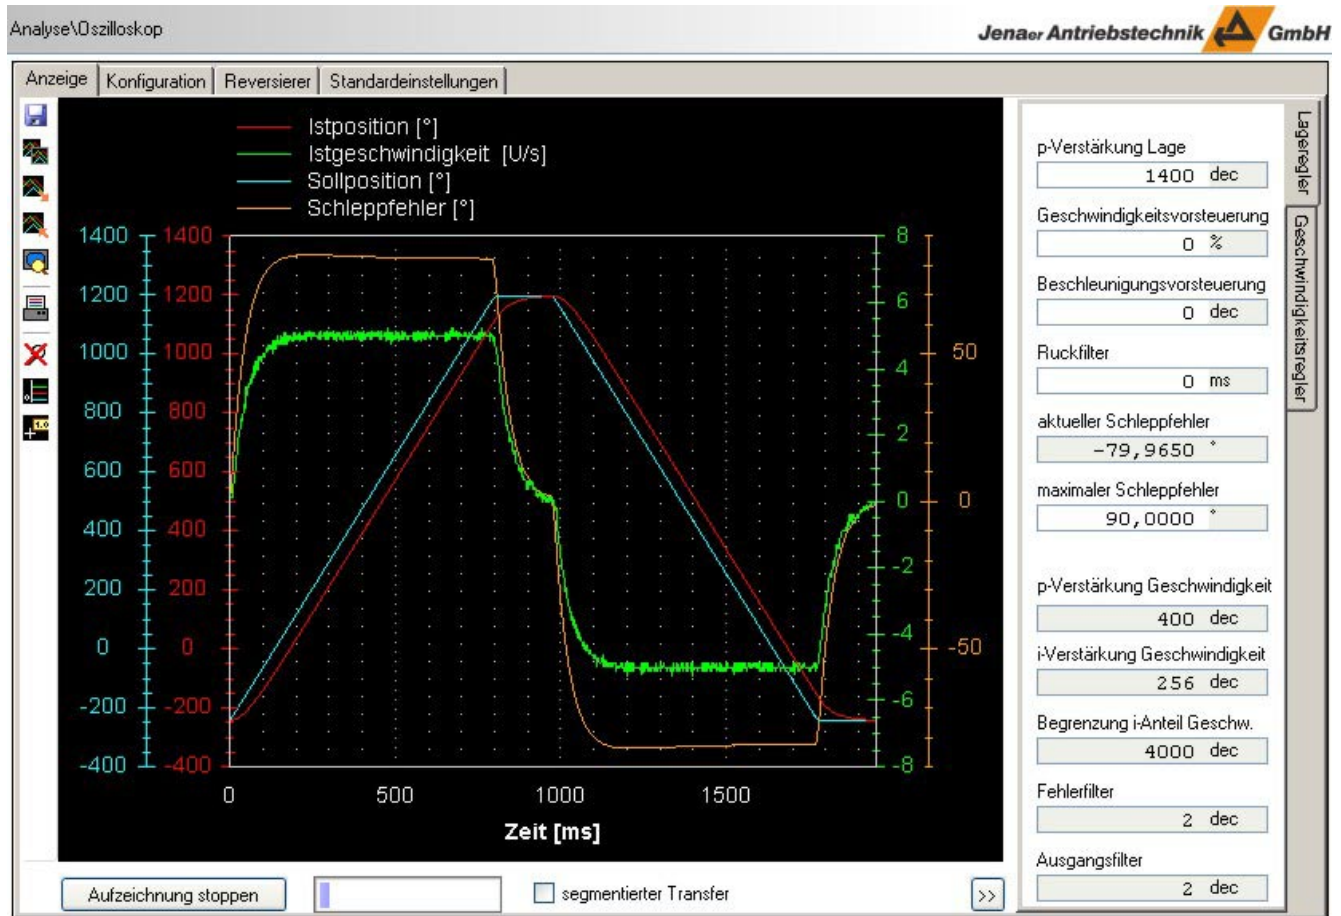 Analyse\Oszilloskop
Jenaer Antriebstechnik GmbH
Anzeige Konfiguration Reversierer Standardeinstellungen
Istposition [°]
Istgeschwindigkeit [U/s]
Sollposition [°]
Schleppfehler [°]
1400 1400 8
1200 1200 6
1000 1000 50
4
800 800
2
600 600
0 0
400 400
-2
200 200
-4
0 0 -50
-200 -200 -6
-400 -400 -8
0 500 1000 1500
Zeit [ms]
p-Verstärkung Lage
1400 dec
Geschwindigkeitsvorsteuerung
0 %
Beschleunigungsvorsteuerung
0 dec
Ruckfilter
0 ms
aktueller Schleppfehler
-79,9650 °
maximaler Schleppfehler
90,0000 °
p-Verstärkung Geschwindigkeit
400 dec
i-Verstärkung Geschwindigkeit
256 dec
Begrenzung i-Anteil Geschw.
4000 dec
Fehlerfilter
2 dec
Ausgangsfilter
2 dec
Lageregler
Geschwindigkeitsregler
Aufzeichnung stoppen
segmentierter Transfer
>>